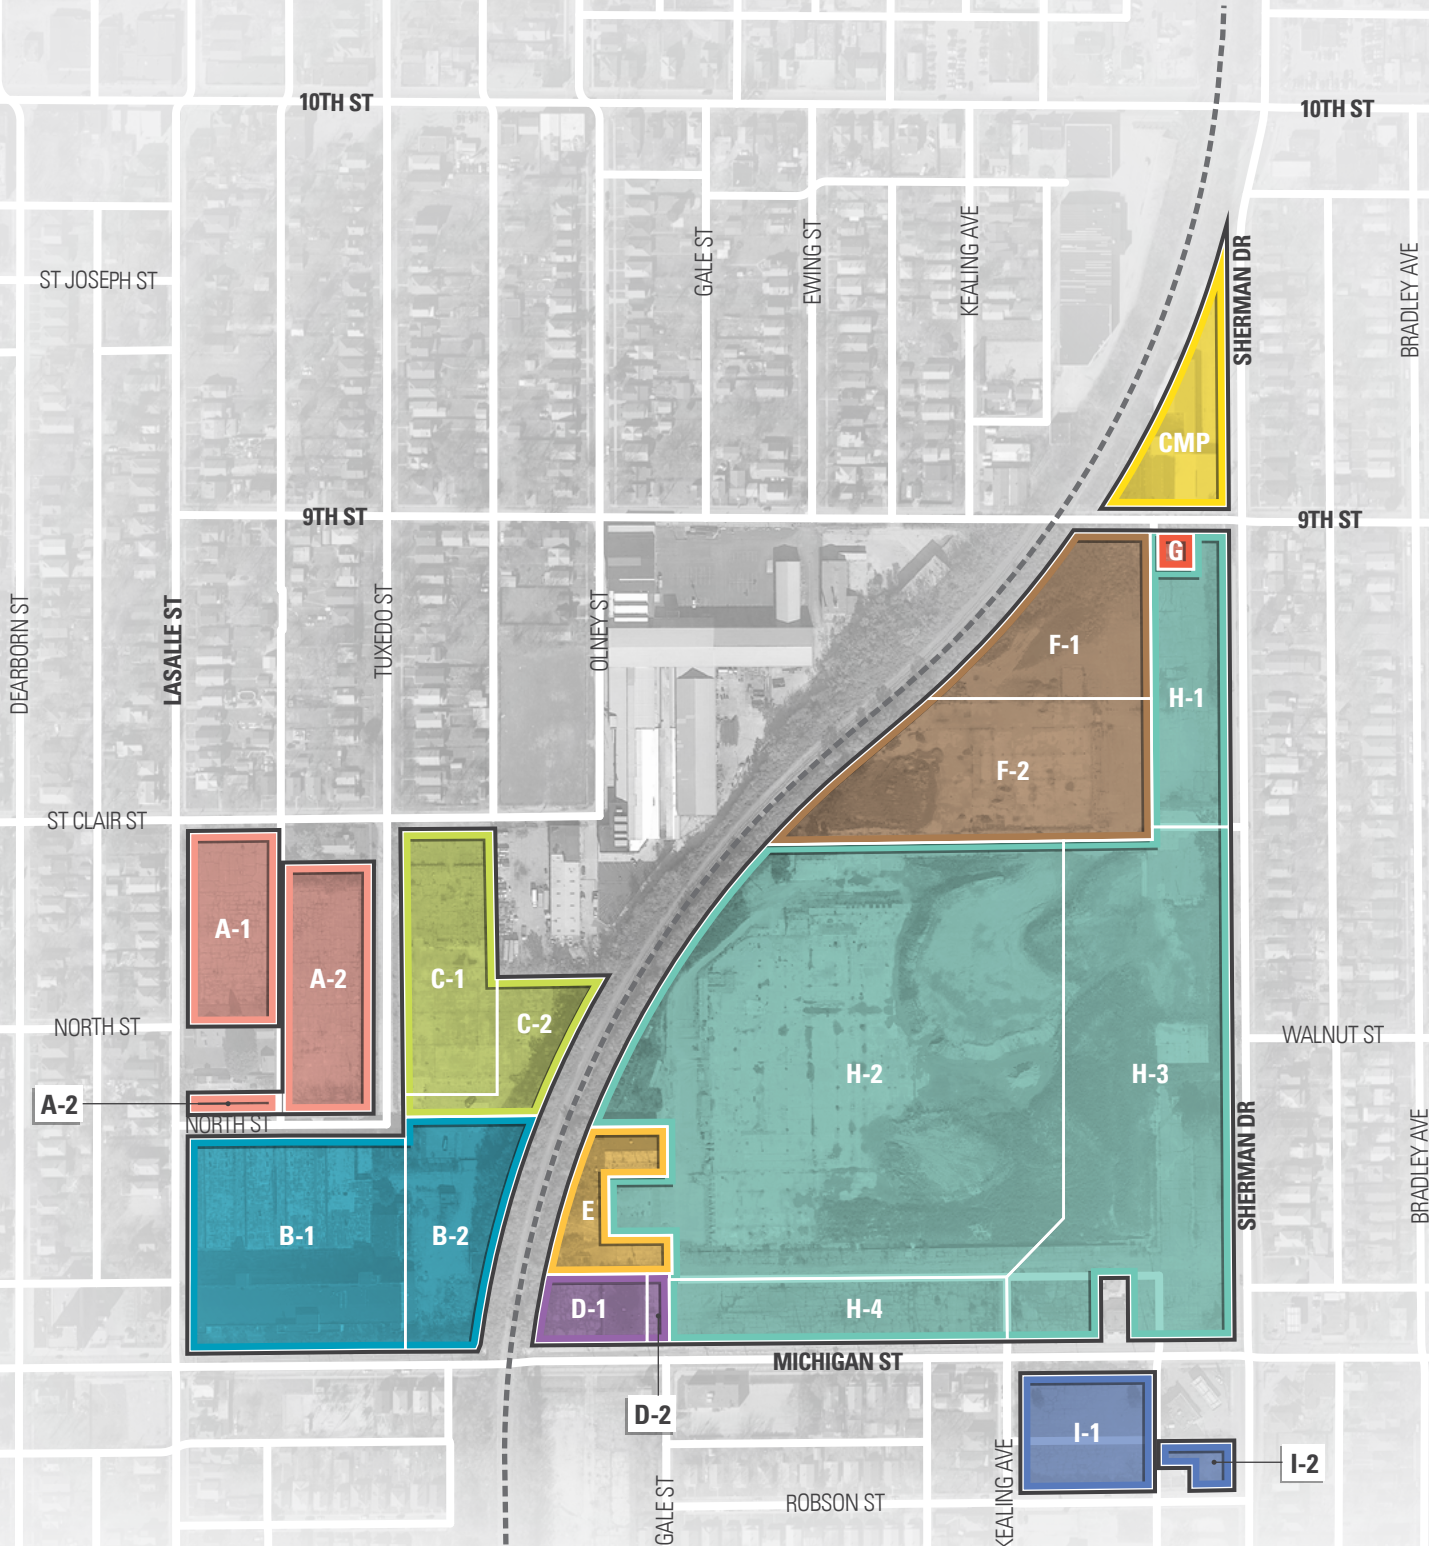 10TH ST
10TH ST
ST JOSEPH ST
GALE ST
EWING ST
KEALING AVE
SHERMAN DR
BRADLEY AVE
CMP
9TH ST
9TH ST
DEARBORN ST
LASALLE ST
TUXEDO ST
OLNEY ST
G
F-1
H-1
F-2
ST CLAIR ST
A-1
A-2
C-1
C-2
NORTH ST
WALNUT ST
H-2
H-3
A-2
NORTH ST
SHERMAN DR
BRADLEY AVE
B-1
B-2
E
D-1
H-4
MICHIGAN ST
D-2
I-1
I-2
GALE ST
ROBSON ST
KEALING AVE